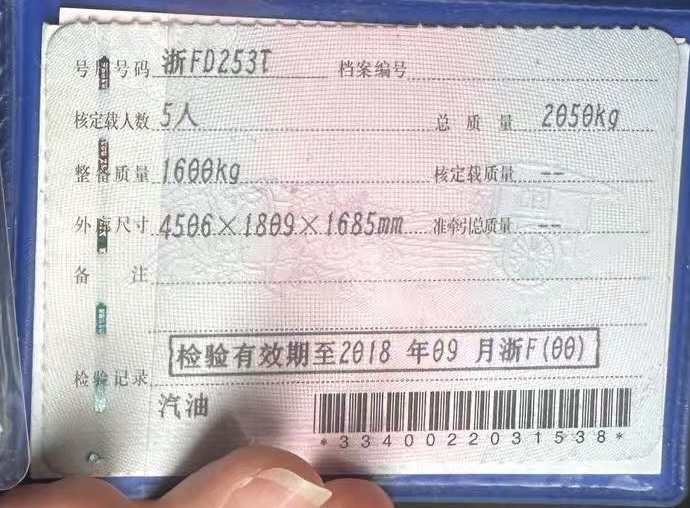 号牌号码 浙FD253T 档案编号
核定载人数 5人 总质量 2050kg
整备质量 1600kg 核定载质量 --
外廓尺寸 4506×1809×1685mm 准牵引总质量 --
备注
检验有效期至2018年09月浙F(00)
检验记录
汽油
*3340022031538*